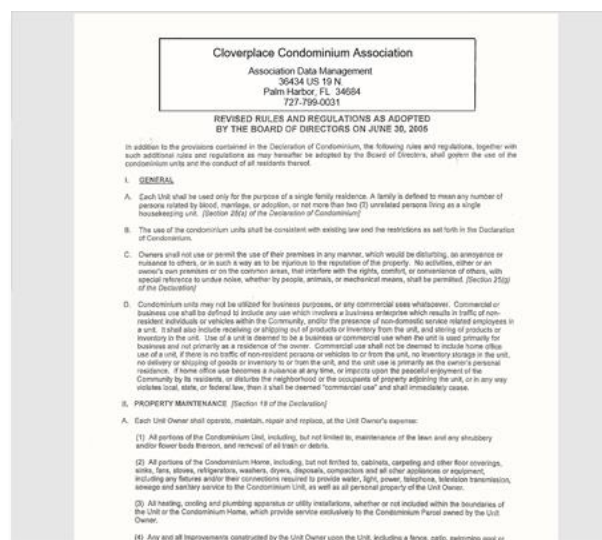 Cloverplace Condominium Association
Association Data Management
36434 US 19 N.
Palm Harbor, FL 34684
727-799-0031
REVISED RULES AND REGULATIONS AS ADOPTED
BY THE BOARD OF DIRECTORS ON JUNE 30, 2005
In addition to the provisions contained in the Declaration of Condominium, the following rules and regulations, together with
such additional rules and regulations as may hereafter be adopted by the Board of Directors, shall govern the use of the
condominium units and the conduct of all residents thereof.
I. GENERAL
A. Each Unit shall be used only for the purpose of a single family residence. A family is defined to mean any number of
persons related by blood, marriage, or adoption, or not more than two (2) unrelated persons living as a single
housekeeping unit. [Section 25(a) of the Declaration of Condominium]
B. The use of the condominium units shall be consistent with existing law and the restrictions as set forth in the Declaration
of Condominium.
C. Owners shall not use or permit the use of their premises in any manner, which would be disturbing, an annoyance or
nuisance to others, or in such a way as to be injurious to the reputation of the property. No activities, either or an
owner's own premises or on the common areas, that interfere with the rights, comfort, or convenience of others, with
special reference to undue noise, whether by people, animals, or mechanical means, shall be permitted. [Section 25(g)
of the Declaration]
D. Condominium units may not be utilized for business purposes, or any commercial uses whatsoever. Commercial or
business use shall be defined to include any use which involves a business enterprise which results in traffic of non-
resident individuals or vehicles within the Community, and/or the presence of non-domestic service related employees in
a unit. It shall also include receiving or shipping out of products or inventory from the unit, and storing of products or
inventory in the unit. Use of a unit is deemed to be a business or commercial use when the unit is used primarily for
business and not primarily as a residence of the owner. Commercial use shall not be deemed to include home office
use of a unit, if there is no traffic of non-resident persons or vehicles to or from the unit, no inventory storage in the unit,
no delivery or shipping of goods or inventory to or from the unit, and the unit use is primarily as the owner's personal
residence. If home office use becomes a nuisance at any time, or impacts upon the peaceful enjoyment of the
Community by its residents, or disturbs the neighborhood or the occupants of property adjoining the unit, or in any way
violates local, state, or federal law, then it shall be deemed "commercial use" and shall immediately cease.
II. PROPERTY MAINTENANCE [Section 19 of the Declaration]
A. Each Unit Owner shall operate, maintain, repair and replace, at the Unit Owner's expense:
(1) All portions of the Condominium Unit, including, but not limited to, maintenance of the lawn and any shrubbery
and/or flower beds thereon, and removal of all trash or debris.
(2) All portions of the Condominium Home, including, but not limited to, cabinets, carpeting and other floor coverings,
sinks, fans, stoves, refrigerators, washers, dryers, disposals, compactors and all other appliances or equipment,
including any fixtures and/or their connections required to provide water, light, power, telephone, television transmission,
sewage and sanitary service to the Condominium Unit, as well as all personal property of the Unit Owner.
(3) All heating, cooling and plumbing apparatus or utility installations, whether or not included within the boundaries of
the Unit or the Condominium Home, which provide service exclusively to the Condominium Parcel owned by the Unit
Owner.
(4) Any and all Improvements constructed by the Unit Owner upon the Unit, including a fence, patio, swimming pool or